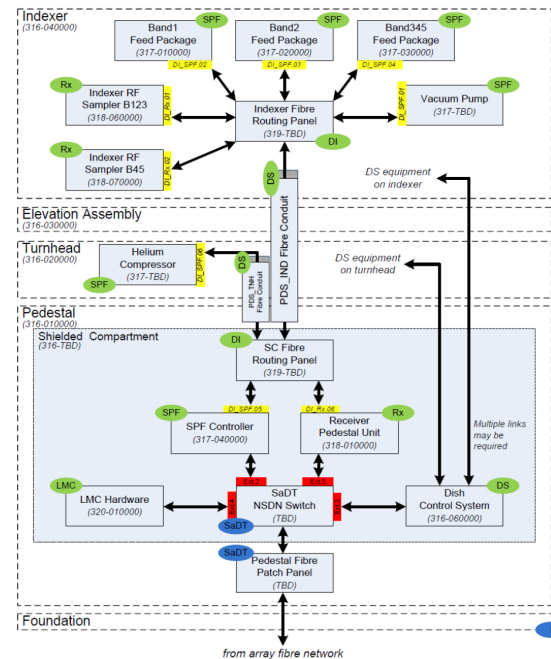 Indexer
(316-040000)
Band1
Feed Package
(317-010000)
SPF
DI_SPF.02
Band2
Feed Package
(317-020000)
SPF
DI_SPF.03
Band345
Feed Package
(317-030000)
SPF
DI_SPF.04
Rx
Indexer RF
Sampler B123
(318-060000)
DI_Rx.01
Indexer Fibre
Routing Panel
(319-TBD)
DI
DI_SPF.01
Vacuum Pump
(317-TBD)
SPF
Rx
Indexer RF
Sampler B45
(318-070000)
DI_Rx.02
DS
DS equipment
on indexer
Elevation Assembly
(316-030000)
PDS_IND Fibre Conduit
Turnhead
(316-020000)
Helium
Compressor
(317-TBD)
SPF
DI_SPF.06
DS
PDS_TNH
Fibre Conduit
DS equipment
on turnhead
Pedestal
(316-010000)
Shielded Compartment
(316-TBD)
DI
SC Fibre
Routing Panel
(319-TBD)
DI_SPF.05
SPF
SPF
Controller
(317-040000)
DI_Rx.06
Rx
Receiver
Pedestal Unit
(318-010000)
Multiple links
may be
required
LMC
LMC Hardware
(320-010000)
SaDT
NSDN Switch
(TBD)
SaDT
Dish
Control System
(316-060000)
DS
SaDT
Pedestal Fibre
Patch Panel
(TBD)
Foundation
from array fibre network